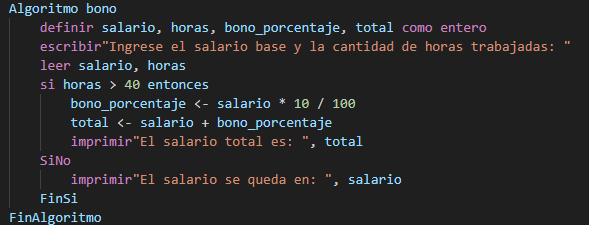 Algoritmo bono
    definir salario, horas, bono_porcentaje, total como entero
    escribir"Ingrese el salario base y la cantidad de horas trabajadas: "
    leer salario, horas
    si horas > 40 entonces
        bono_porcentaje <- salario * 10 / 100
        total <- salario + bono_porcentaje
        imprimir"El salario total es: ", total
    SiNo
        imprimir"El salario se queda en: ", salario
    FinSi
FinAlgoritmo